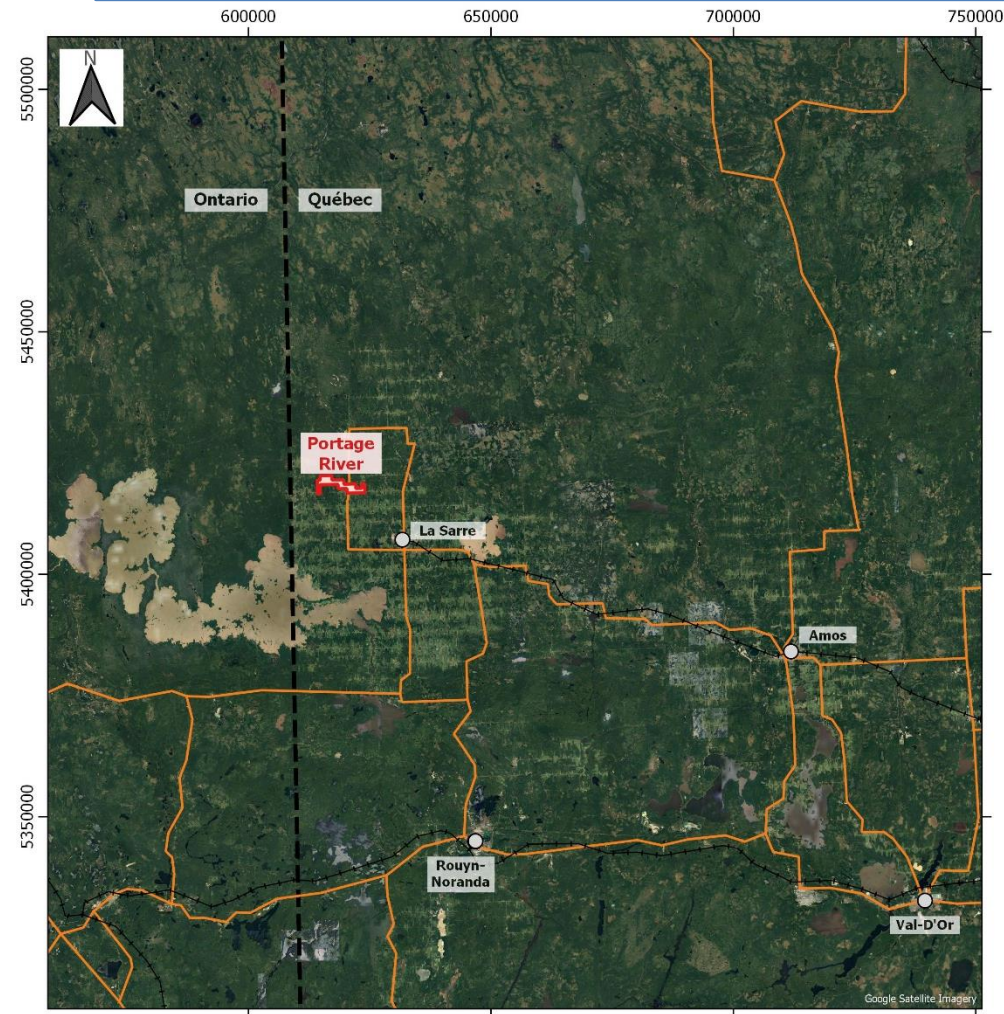 600000
650000
700000
750000
N
5500000
Ontario
Québec
5450000
Portage
River
La Sarre
5400000
Amos
5350000
Rouyn-
Noranda
Val-D'Or
Google Satellite Imagery